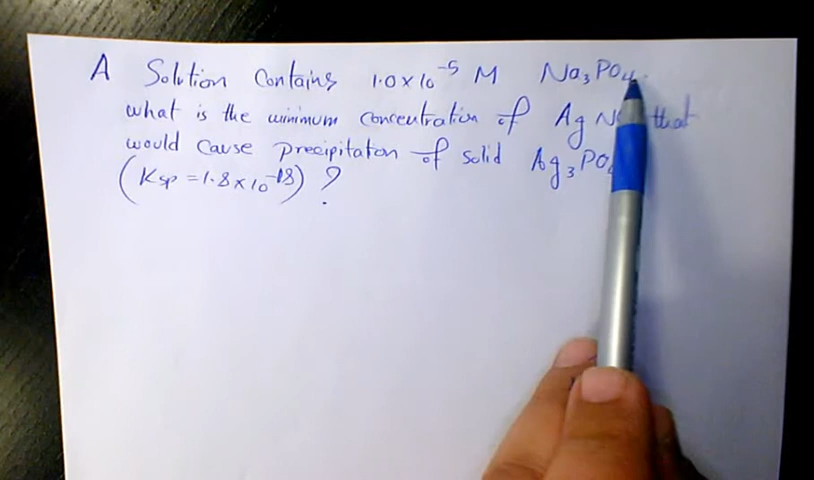 A Solution Contains 1.0 x 10⁻⁵ M Na₃PO₄.
what is the minimum concentration of Ag that
would cause precipitation of solid Ag₃PO
(Ksp = 1.8 x 10⁻¹⁸) ?